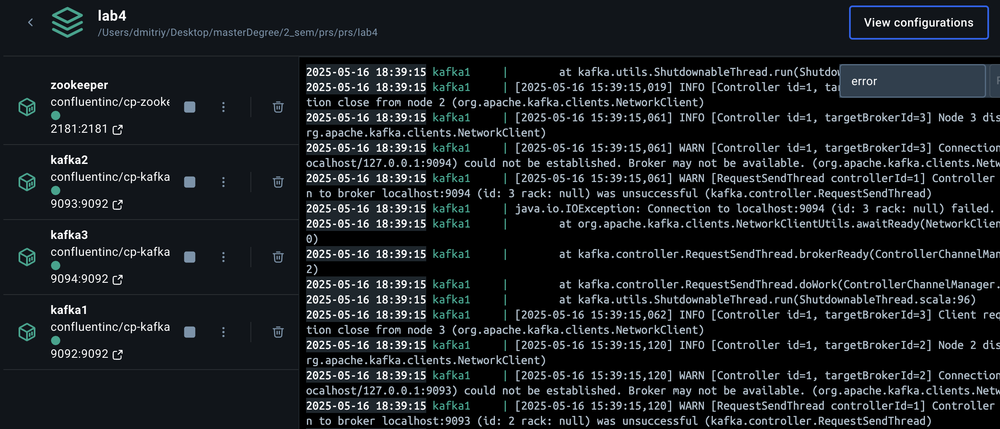 lab4
/Users/dmitriy/Desktop/masterDegree/2_sem/prs/prs/lab4
View configurations
zookeeper
confluentinc/cp-zooke
2181:2181
kafka2
confluentinc/cp-kafka
9093:9092
kafka3
confluentinc/cp-kafka
9094:9092
kafka1
confluentinc/cp-kafka
9092:9092
error
2025-05-16 18:39:15 kafka1 | at kafka.utils.ShutdownableThread.run(Shutdow
2025-05-16 18:39:15 kafka1 | [2025-05-16 15:39:15,019] INFO [Controller id=1, tar
tion close from node 2 (org.apache.kafka.clients.NetworkClient)
2025-05-16 18:39:15 kafka1 | [2025-05-16 15:39:15,061] INFO [Controller id=1, targetBrokerId=3] Node 3 dis
rg.apache.kafka.clients.NetworkClient)
2025-05-16 18:39:15 kafka1 | [2025-05-16 15:39:15,061] WARN [Controller id=1, targetBrokerId=3] Connection
ocalhost/127.0.0.1:9094) could not be established. Broker may not be available. (org.apache.kafka.clients.Netw
2025-05-16 18:39:15 kafka1 | [2025-05-16 15:39:15,061] WARN [RequestSendThread controllerId=1] Controller
n to broker localhost:9094 (id: 3 rack: null) was unsuccessful (kafka.controller.RequestSendThread)
2025-05-16 18:39:15 kafka1 | java.io.IOException: Connection to localhost:9094 (id: 3 rack: null) failed.
2025-05-16 18:39:15 kafka1 | at org.apache.kafka.clients.NetworkClientUtils.awaitReady(NetworkClien
0)
2025-05-16 18:39:15 kafka1 | at kafka.controller.RequestSendThread.brokerReady(ControllerChannelMan
2)
2025-05-16 18:39:15 kafka1 | at kafka.controller.RequestSendThread.doWork(ControllerChannelManager.
2025-05-16 18:39:15 kafka1 | at kafka.utils.ShutdownableThread.run(ShutdownableThread.scala:96)
2025-05-16 18:39:15 kafka1 | [2025-05-16 15:39:15,062] INFO [Controller id=1, targetBrokerId=3] Client req
tion close from node 3 (org.apache.kafka.clients.NetworkClient)
2025-05-16 18:39:15 kafka1 | [2025-05-16 15:39:15,120] INFO [Controller id=1, targetBrokerId=2] Node 2 dis
rg.apache.kafka.clients.NetworkClient)
2025-05-16 18:39:15 kafka1 | [2025-05-16 15:39:15,120] WARN [Controller id=1, targetBrokerId=2] Connection
ocalhost/127.0.0.1:9093) could not be established. Broker may not be available. (org.apache.kafka.clients.Netw
2025-05-16 18:39:15 kafka1 | [2025-05-16 15:39:15,120] WARN [RequestSendThread controllerId=1] Controller
n to broker localhost:9093 (id: 2 rack: null) was unsuccessful (kafka.controller.RequestSendThread)